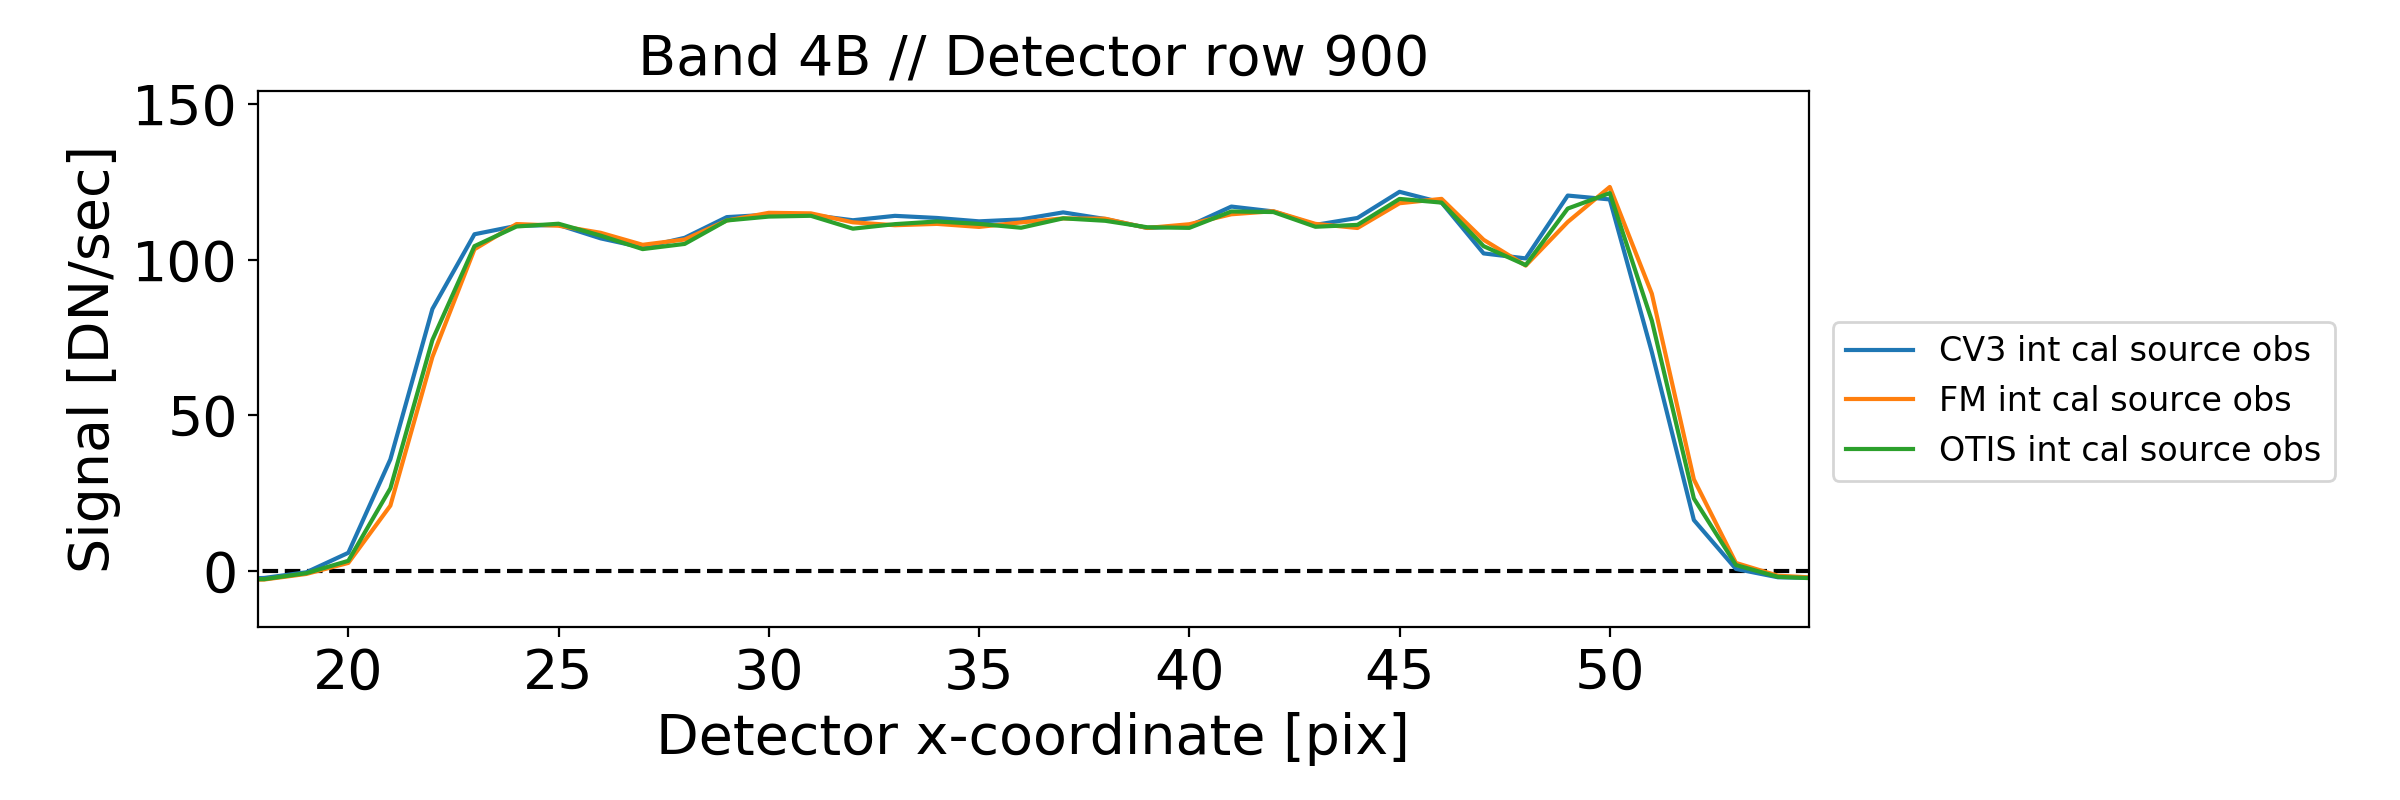 Band 4B // Detector row 900
Signal [DN/sec]
150
100
50
0
20 25 30 35 40 45 50
Detector x-coordinate [pix]
CV3 int cal source obs
FM int cal source obs
OTIS int cal source obs